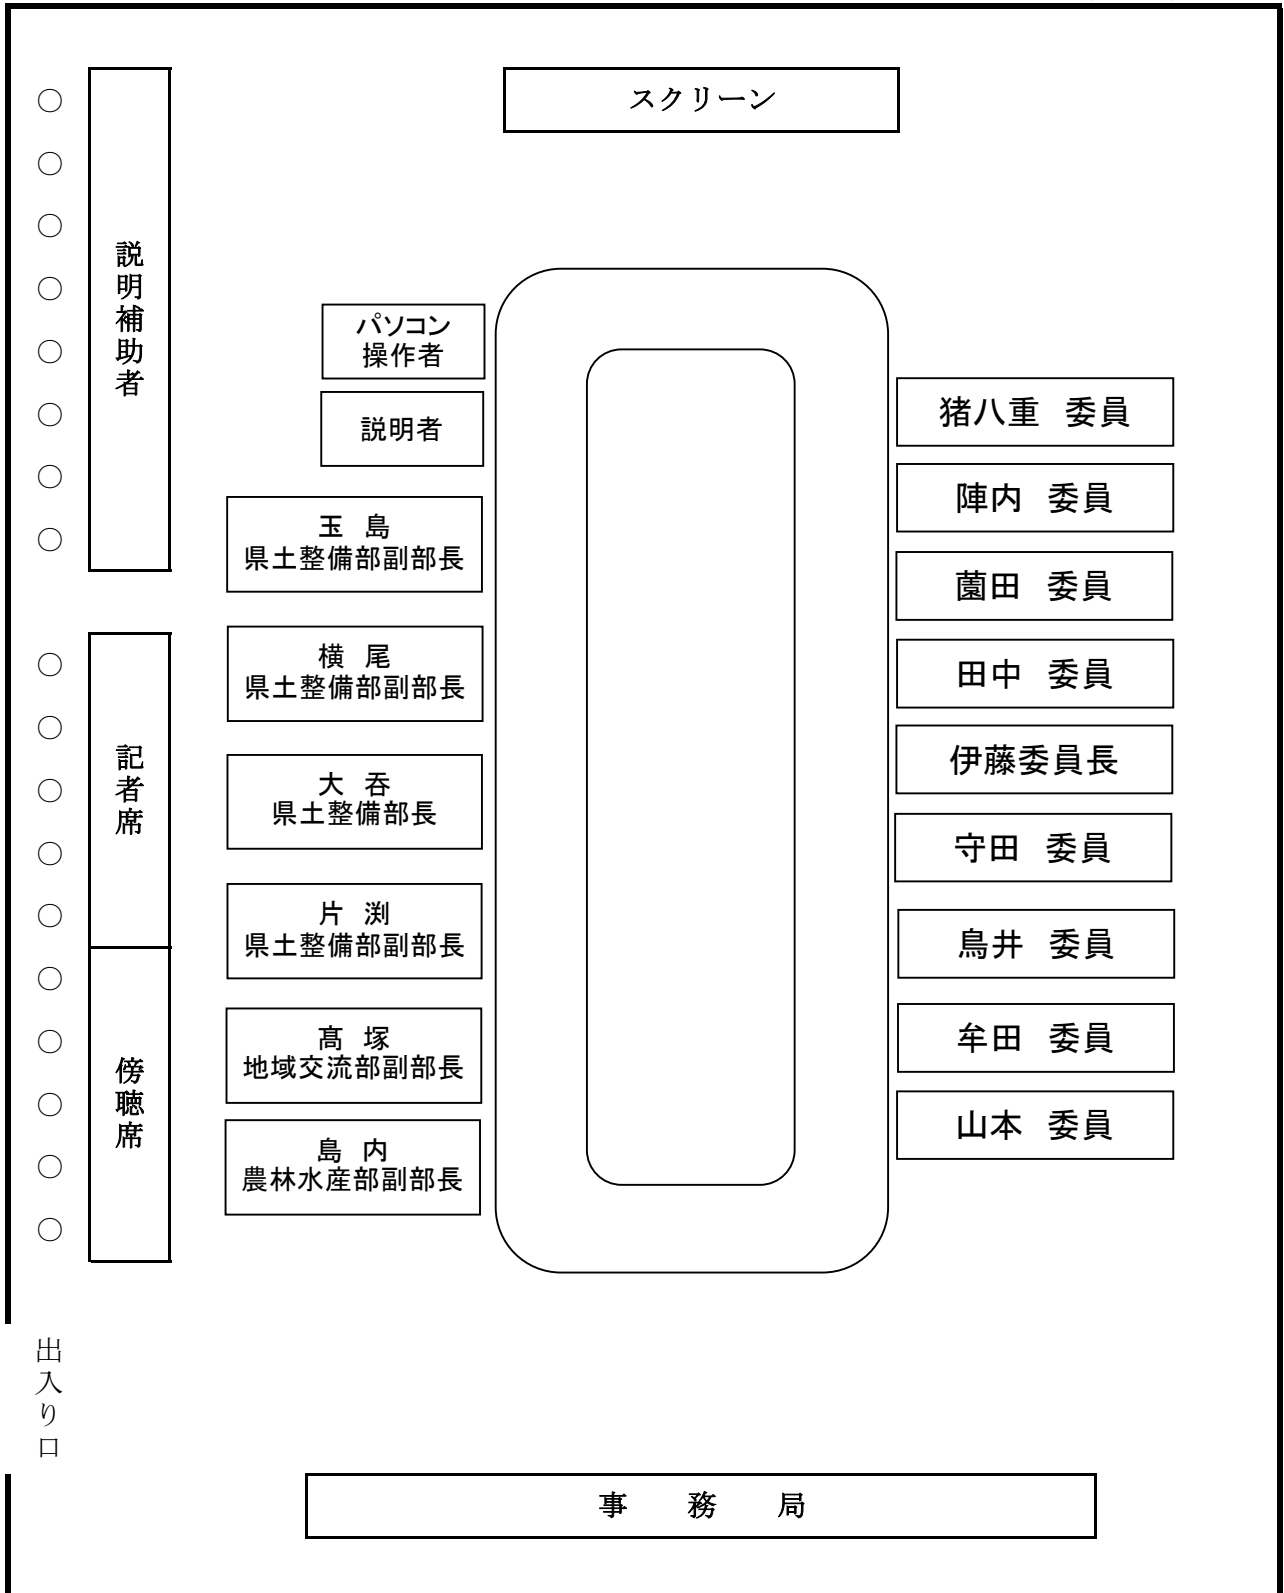 スクリーン
説明補助者
パソコン
操作者
説明者
玉　島
県土整備部副部長
横　尾
県土整備部副部長
大　呑
県土整備部長
片　渕
県土整備部副部長
髙　塚
地域交流部副部長
島　内
農林水産部副部長
猪八重　委員
陣内　委員
薗田　委員
田中　委員
伊藤委員長
守田　委員
鳥井　委員
牟田　委員
山本　委員
記者席
傍聴席
出入り口
事　務　局